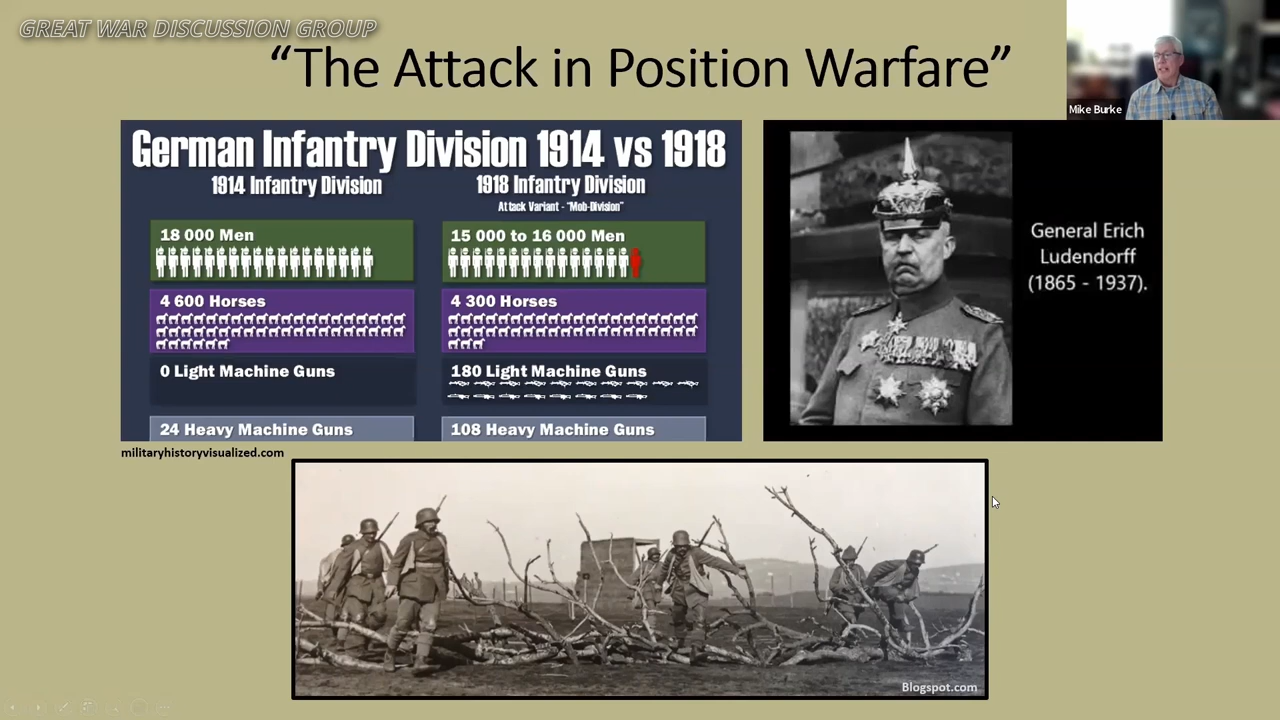 GREAT WAR DISCUSSION GROUP
“The Attack in Position Warfare”
Mike Burke
German Infantry Division 1914 vs 1918
1914 Infantry Division
1918 Infantry Division
Attack Variant - “Mob-Division”
18 000 Men
15 000 to 16 000 Men
4 600 Horses
4 300 Horses
0 Light Machine Guns
180 Light Machine Guns
24 Heavy Machine Guns
108 Heavy Machine Guns
General Erich
Ludendorff
(1865 - 1937).
militaryhistoryvisualized.com
Blogspot.com